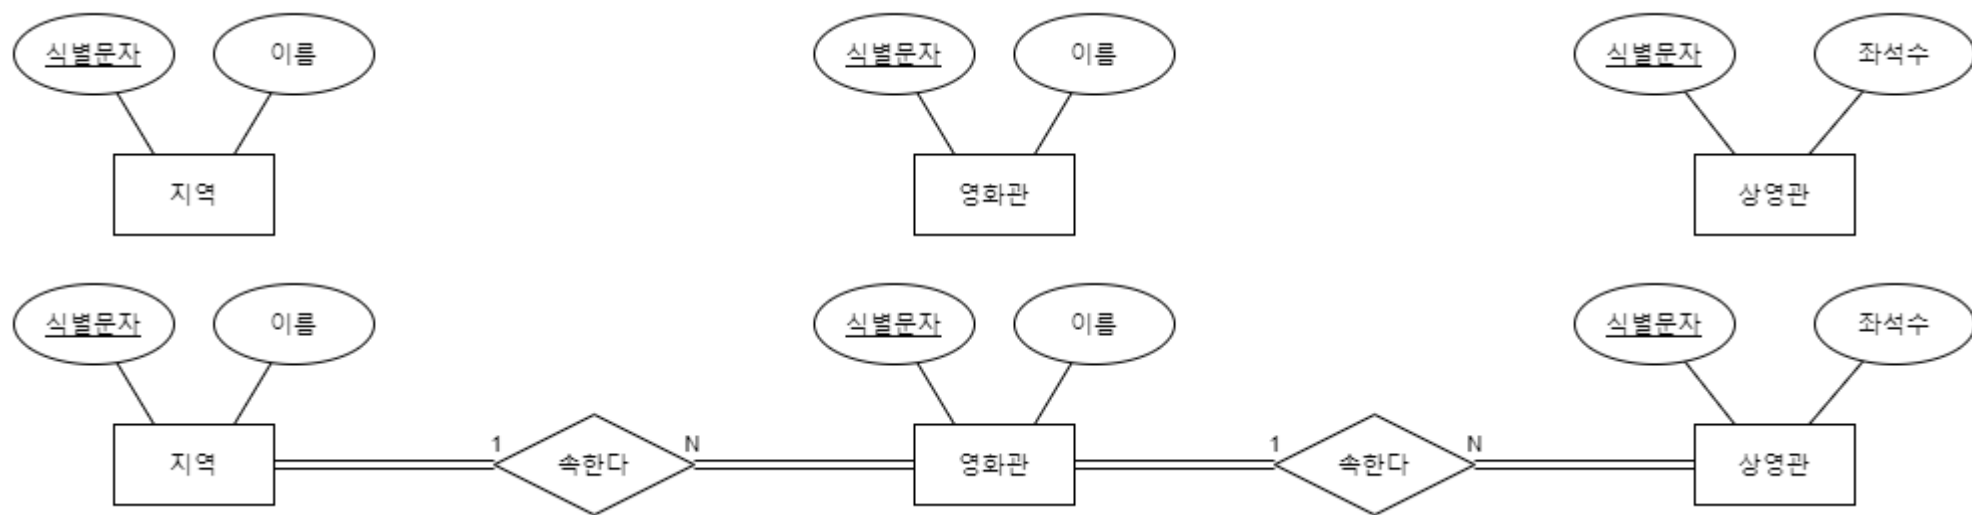 식별문자 이름 식별문자 이름 식별문자 좌석수
지역 영화관 상영관
식별문자 이름 식별문자 이름 식별문자 좌석수
지역 1 속한다 N 영화관 1 속한다 N 상영관